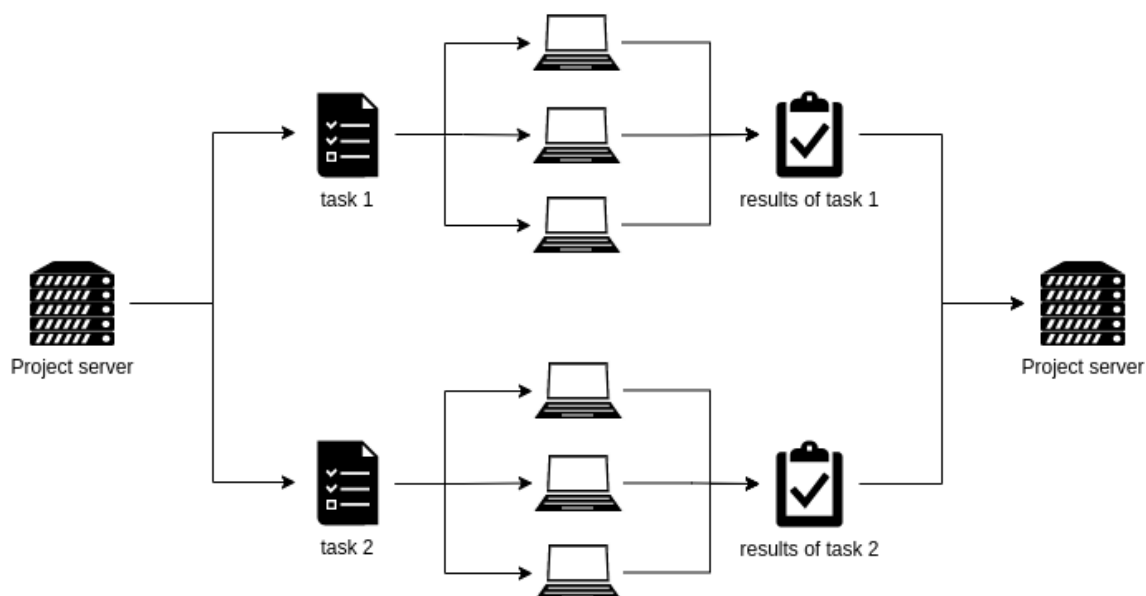 task 1
results of task 1
Project server
Project server
task 2
results of task 2